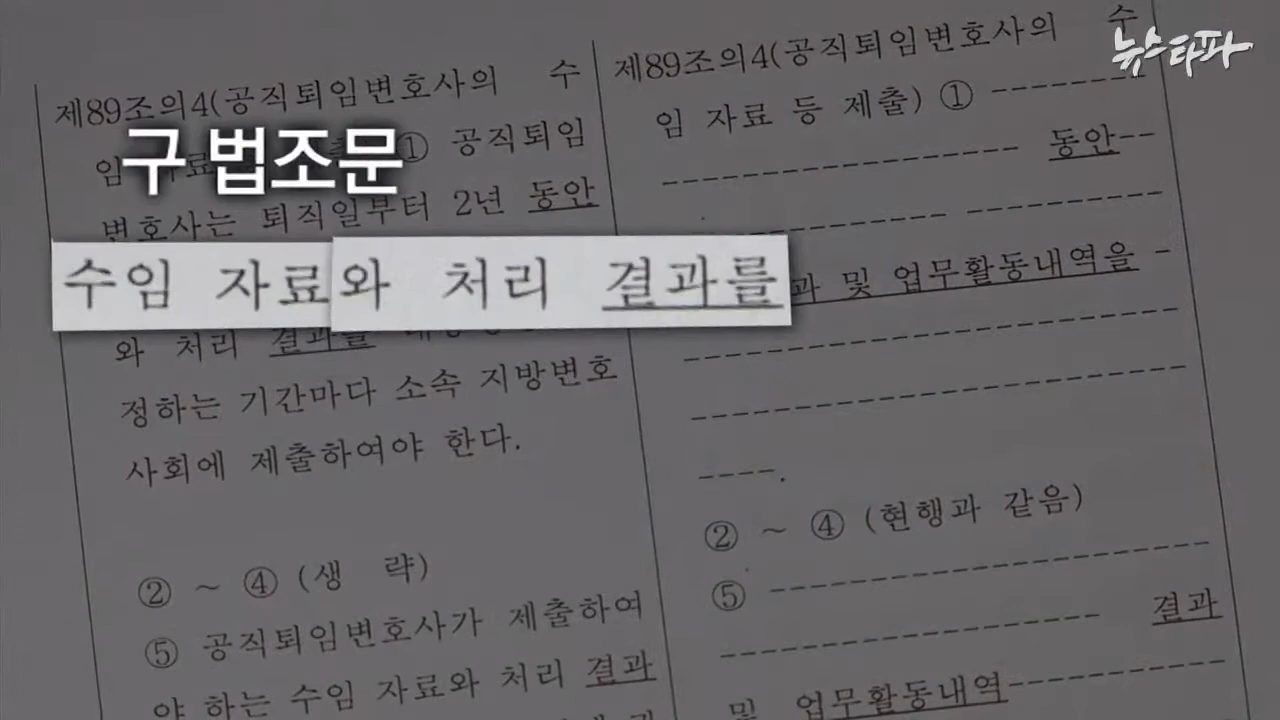 뉴스타파
구 법조문
수임 자료와 처리 결과를
제89조의4(공직퇴임변호사의 수
임 자료 ① 공직퇴임
변호사는 퇴직일부터 2년 동안
와 처리 결과를
정하는 기간마다 소속 지방변호
사회에 제출하여야 한다.
② ~ ④ (생 략)
⑤ 공직퇴임변호사가 제출하여
야 하는 수임 자료와 처리 결과
제89조의4(공직퇴임변호사의 수
임 자료 등 제출) ① -------
------------------ 동안--
--------------- ----------
과 및 업무활동내역을 -
-------------------------
--------------------------
----.
② ~ ④ (현행과 같음)
⑤ -----------------------
-------------------- 결과
및 업무활동내역------------